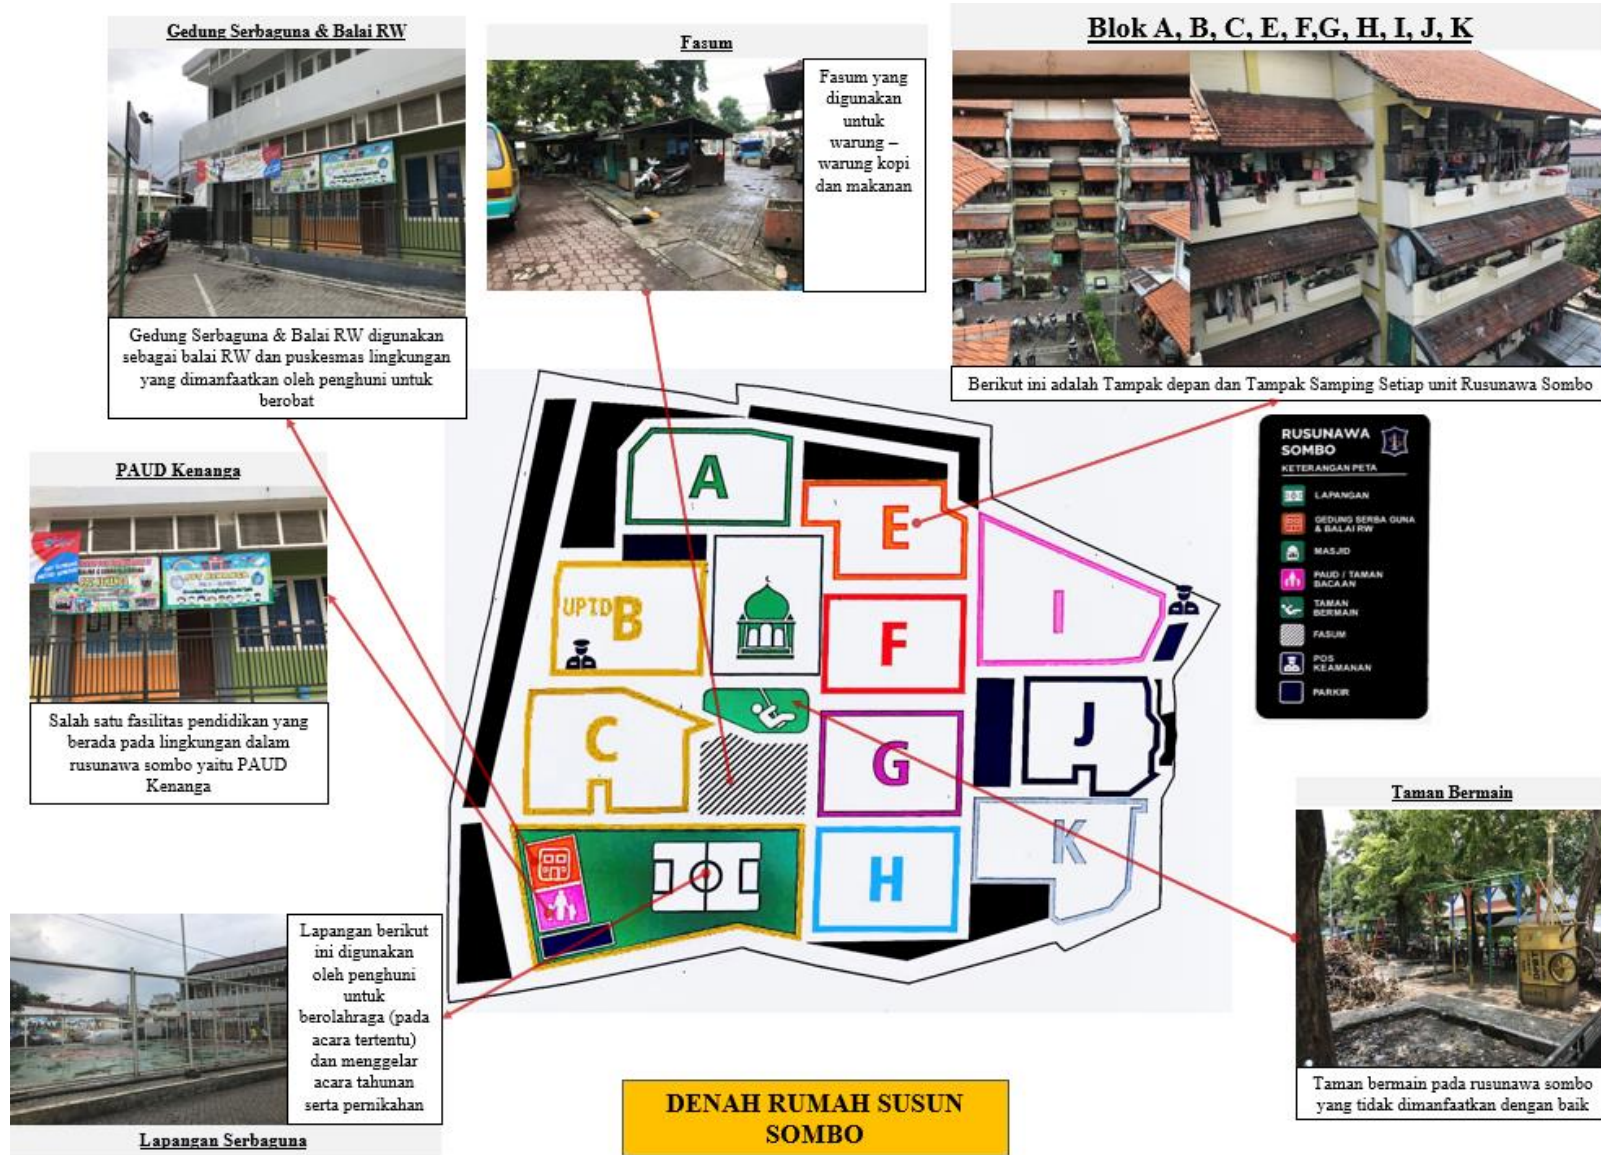 Gedung Serbaguna & Balai RW
Gedung Serbaguna & Balai RW digunakan
sebagai balai RW dan puskesmas lingkungan
yang dimanfaatkan oleh penghuni untuk
berobat
Fasum
Fasum yang
digunakan
untuk
warung –
warung kopi
dan makanan
Blok A, B, C, E, F,G, H, I, J, K
Berikut ini adalah Tampak depan dan Tampak Samping Setiap unit Rusunawa Sombo
PAUD Kenanga
Salah satu fasilitas pendidikan yang
berada pada lingkungan dalam
rusunawa sombo yaitu PAUD
Kenanga
A
E
UPTD B
I
F
C
G
J
H
K
RUSUNAWA
SOMBO
KETERANGAN PETA
LAPANGAN
GEDUNG SERBA GUNA
& BALAI RW
MASJID
PAUD / TAMAN
BACAAN
TAMAN
BERMAIN
FASUM
POS
KEAMANAN
PARKIR
Taman Bermain
Taman bermain pada rusunawa sombo
yang tidak dimanfaatkan dengan baik
Lapangan berikut
ini digunakan
oleh penghuni
untuk
berolahraga (pada
acara tertentu)
dan menggelar
acara tahunan
serta pernikahan
Lapangan Serbaguna
DENAH RUMAH SUSUN
SOMBO